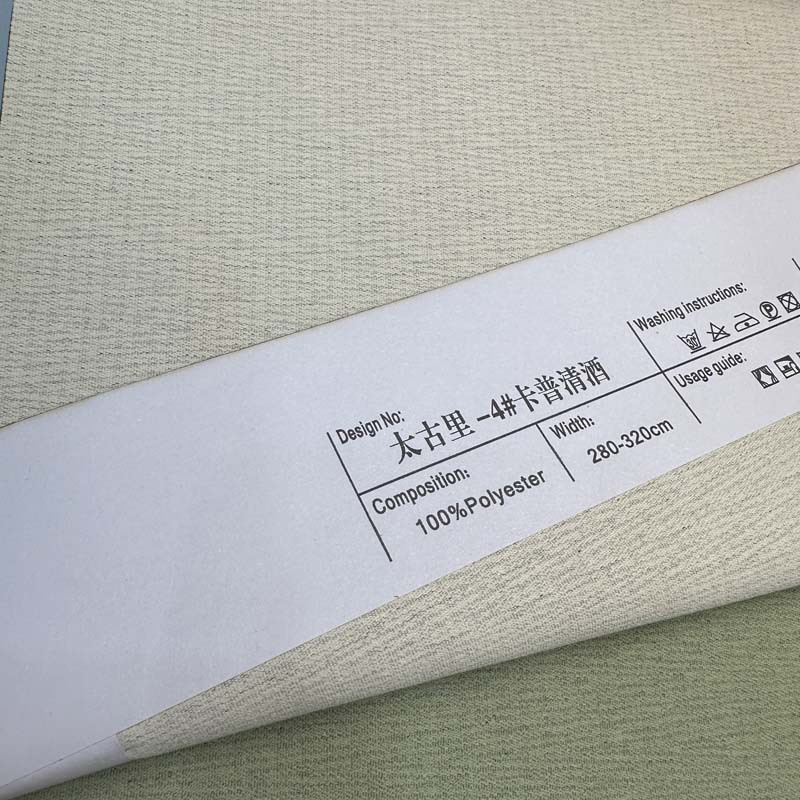 Design No:
太古里-4#卡普清酒
Washing instructions:
Composition:
100%Polyester
Width:
280-320cm
Usage guide: